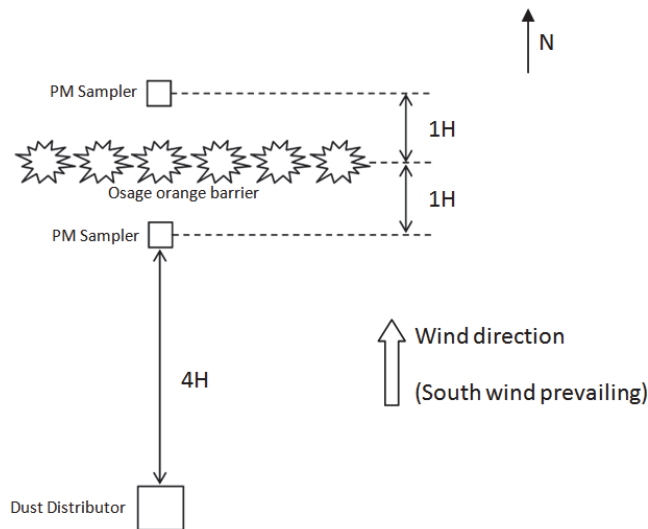 N
PM Sampler
1H
Osage orange barrier
1H
PM Sampler
Wind direction
4H
(South wind prevailing)
Dust Distributor